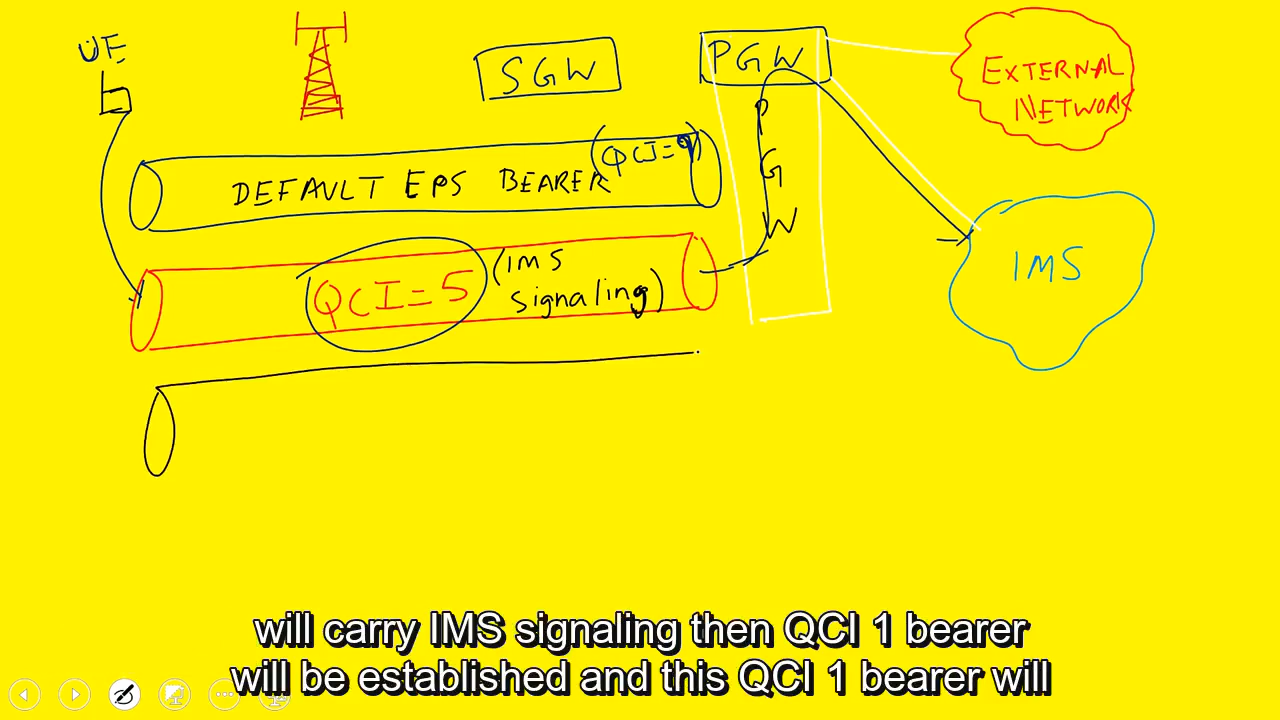 UE
SGW
PGW
EXTERNAL
NETWORK
(QCI=9)
DEFAULT EPS BEARER
P
G
W
QCI=5
(IMS
signaling)
IMS
will carry IMS signaling then QCI 1 bearer
will be established and this QCI 1 bearer will